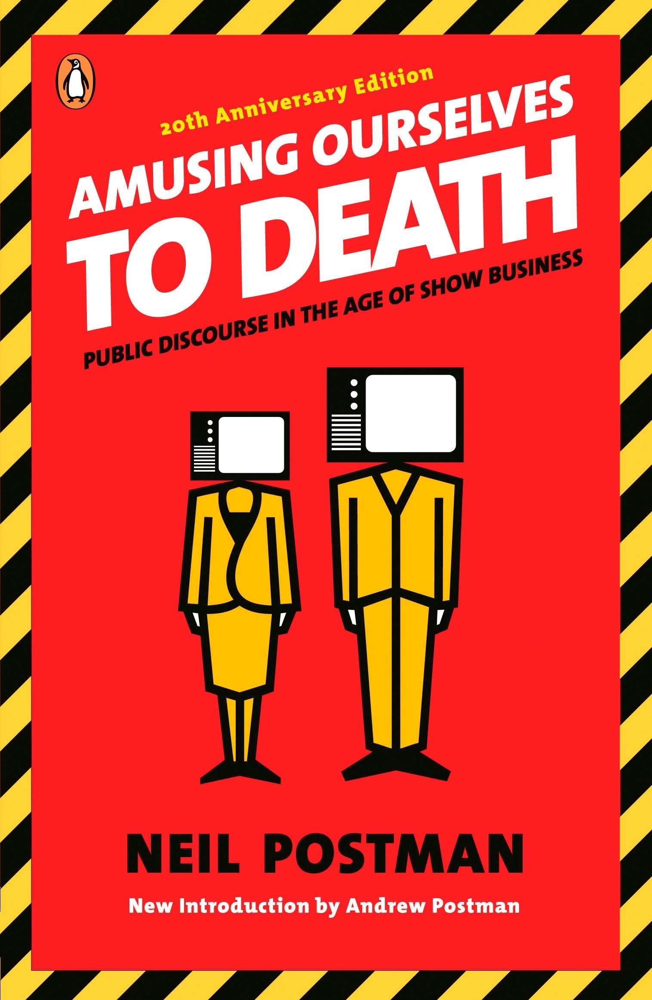 20th Anniversary Edition
AMUSING OURSELVES
TO DEATH
PUBLIC DISCOURSE IN THE AGE OF SHOW BUSINESS
NEIL POSTMAN
New Introduction by Andrew Postman